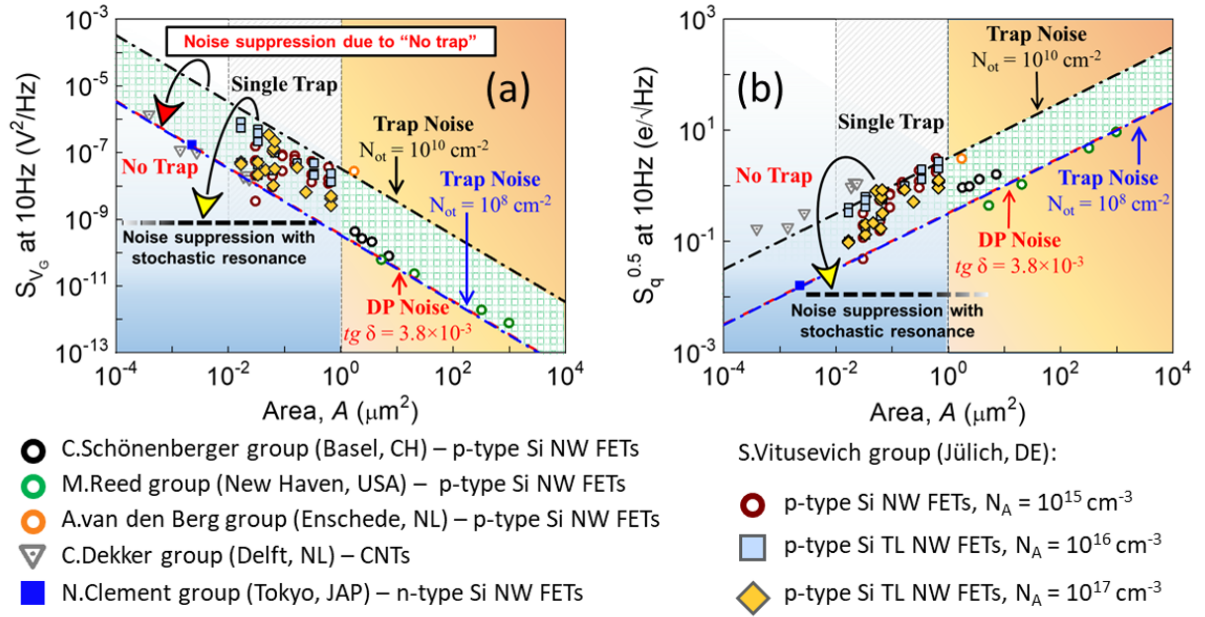 Noise suppression due to “No trap”
(a)
Single Trap
Trap Noise
Not = 10^10 cm^-2
No Trap
Trap Noise
Not = 10^8 cm^-2
Noise suppression with
stochastic resonance
DP Noise
tg δ = 3.8×10^-3
S_VG at 10Hz (V^2/Hz)
10^-3
10^-5
10^-7
10^-9
10^-11
10^-13
10^-4
10^-2
10^0
10^2
10^4
Area, A (μm^2)
(b)
Trap Noise
Not = 10^10 cm^-2
Single Trap
No Trap
Trap Noise
Not = 10^8 cm^-2
DP Noise
tg δ = 3.8×10^-3
Noise suppression with
stochastic resonance
S_q^0.5 at 10Hz (e/√Hz)
10^3
10^1
10^-1
10^-3
10^-4
10^-2
10^0
10^2
10^4
Area, A (μm^2)
C.Schönenberger group (Basel, CH) – p-type Si NW FETs
M.Reed group (New Haven, USA) – p-type Si NW FETs
A.van den Berg group (Enschede, NL) – p-type Si NW FETs
C.Dekker group (Delft, NL) – CNTs
N.Clement group (Tokyo, JAP) – n-type Si NW FETs
S.Vitusevich group (Jülich, DE):
p-type Si NW FETs, N_A = 10^15 cm^-3
p-type Si TL NW FETs, N_A = 10^16 cm^-3
p-type Si TL NW FETs, N_A = 10^17 cm^-3